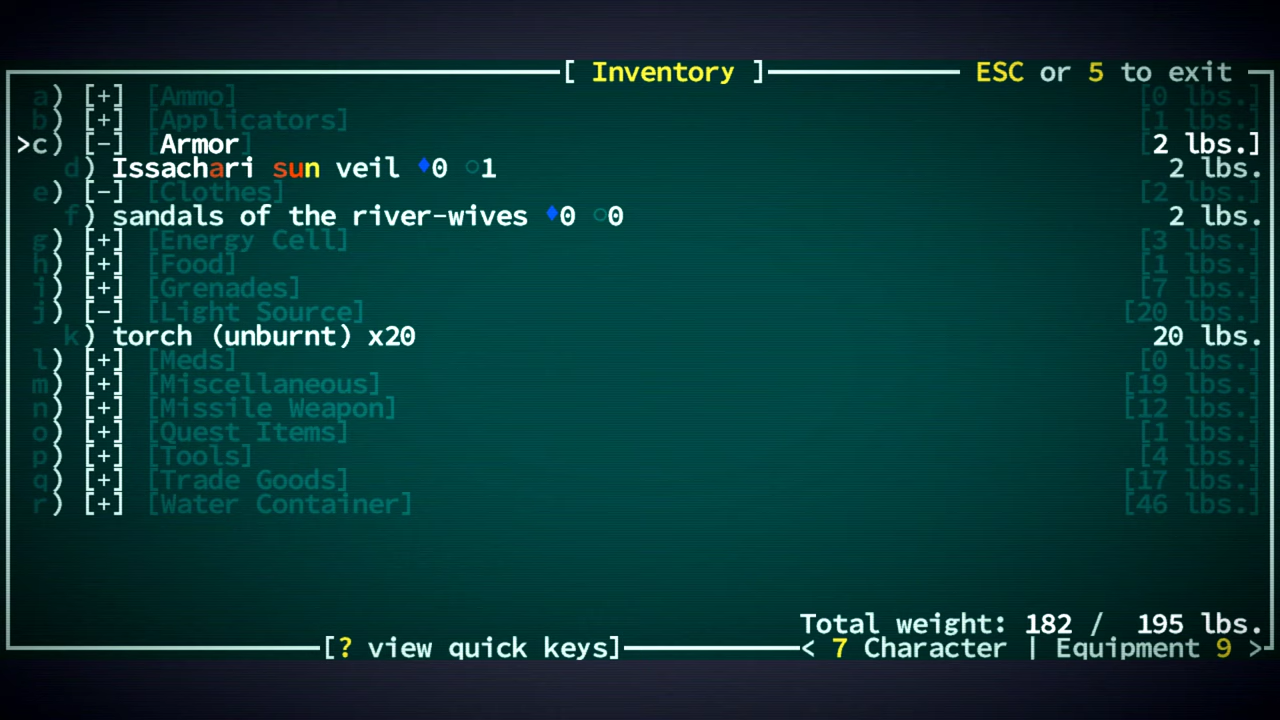 [ Inventory ] ESC or 5 to exit
a) [+] [Ammo] [0 lbs.]
b) [+] [Applicators] [1 lbs.]
>c) [-] Armor 2 lbs.]
d) Issachari sun veil ♦0 ○1 2 lbs.
e) [-] [Clothes] [2 lbs.]
f) sandals of the river-wives ♦0 ○0 2 lbs.
g) [+] [Energy Cell] [3 lbs.]
h) [+] [Food] [1 lbs.]
i) [+] [Grenades] [7 lbs.]
j) [-] [Light Source] [20 lbs.]
k) torch (unburnt) x20 20 lbs.
l) [+] [Meds] [0 lbs.]
m) [+] [Miscellaneous] [19 lbs.]
n) [+] [Missile Weapon] [12 lbs.]
o) [+] [Quest Items] [1 lbs.]
p) [+] [Tools] [4 lbs.]
q) [+] [Trade Goods] [17 lbs.]
r) [+] [Water Container] [46 lbs.]
Total weight: 182 / 195 lbs.
[? view quick keys] < 7 Character | Equipment 9 >